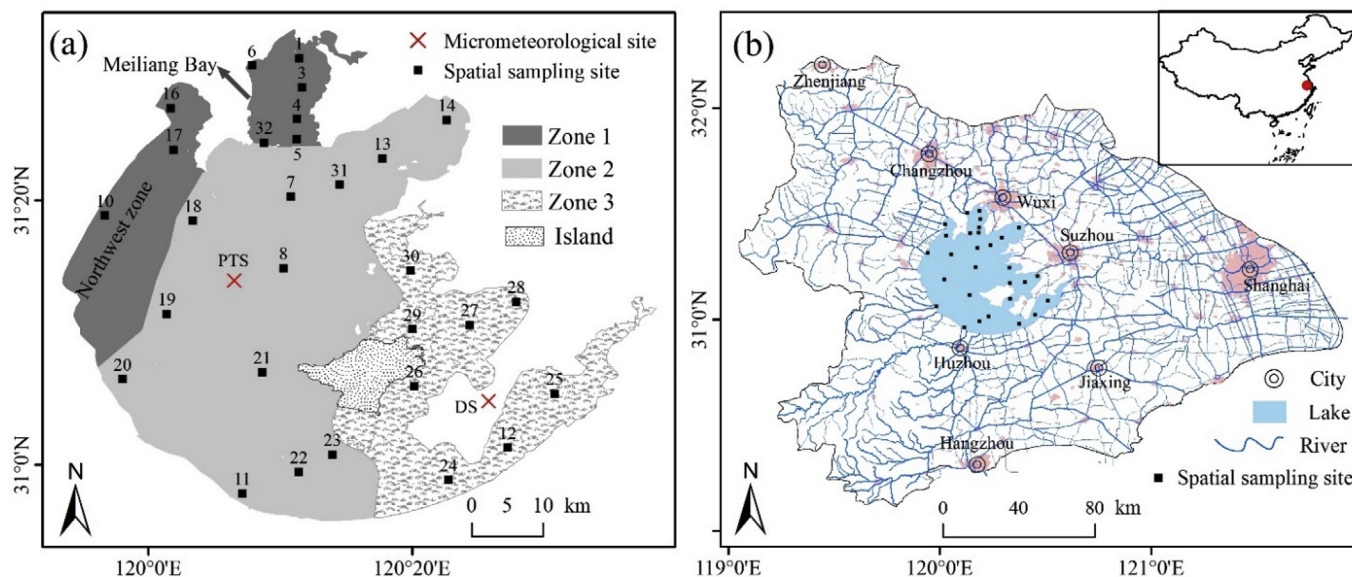 (a)
Meiliang Bay
6
1
3
4
5
32
16
17
10
Northwest zone
18
14
13
31
7
PTS
8
19
20
21
30
28
27
29
26
25
DS
12
23
22
24
11
Micrometeorological site
Spatial sampling site
Zone 1
Zone 2
Zone 3
Island
31°20'N
31°0'N
N
0 5 10 km
120°0'E
120°20'E
(b)
Zhenjiang
Changzhou
Wuxi
Suzhou
Shanghai
Huzhou
Jiaxing
Hangzhou
City
Lake
River
Spatial sampling site
32°0'N
31°0'N
N
0 40 80 km
119°0'E
120°0'E
121°0'E